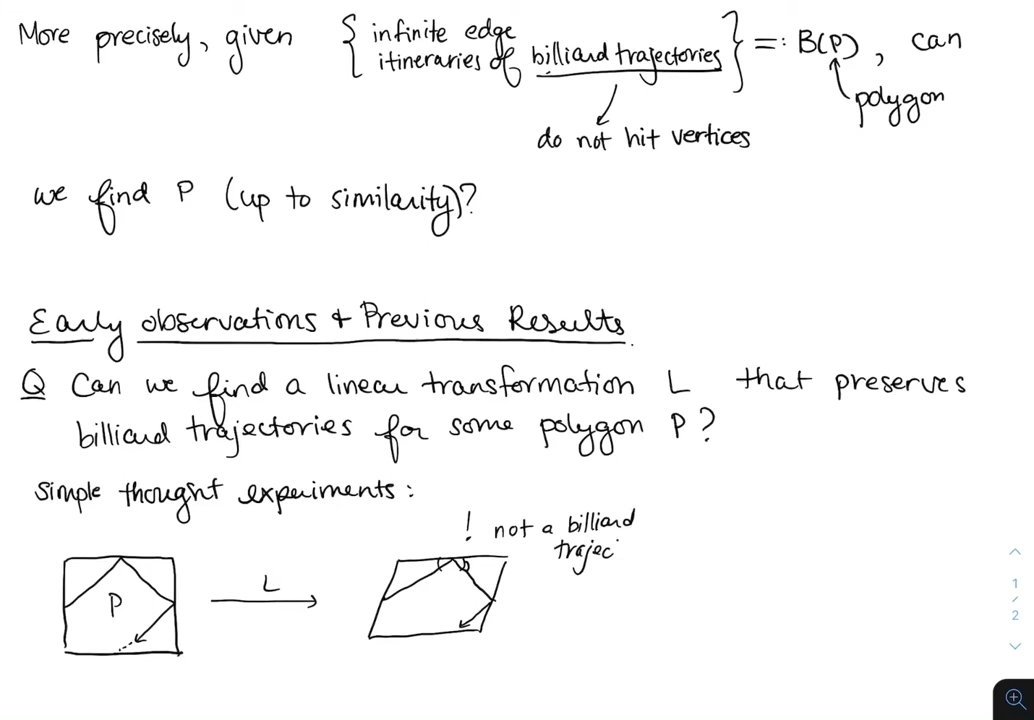 More precisely, given { infinite edge itineraries of billiard trajectories } =: B(P), can
polygon
do not hit vertices
we find P (up to similarity)?
Early observations + Previous Results.
Q Can we find a linear transformation L that preserves
billiard trajectories for some polygon P?
Simple thought experiments:
! not a billiard
trajec
L
P
1
/
2